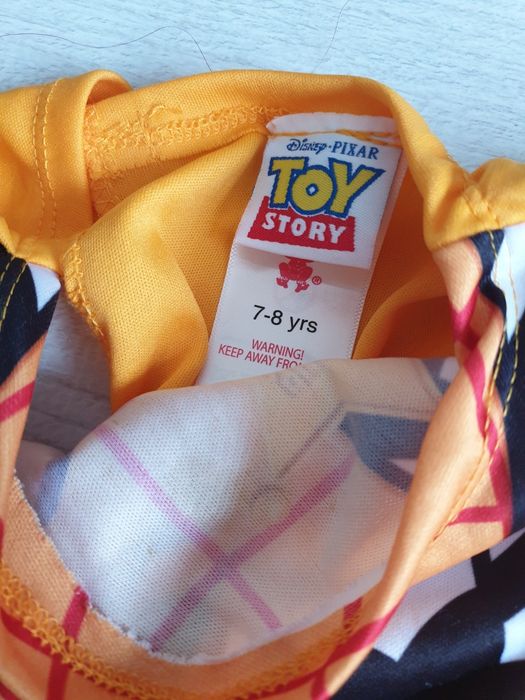 Disney·PIXAR
TOY
STORY
®
7-8 yrs
WARNING!
KEEP AWAY FROM